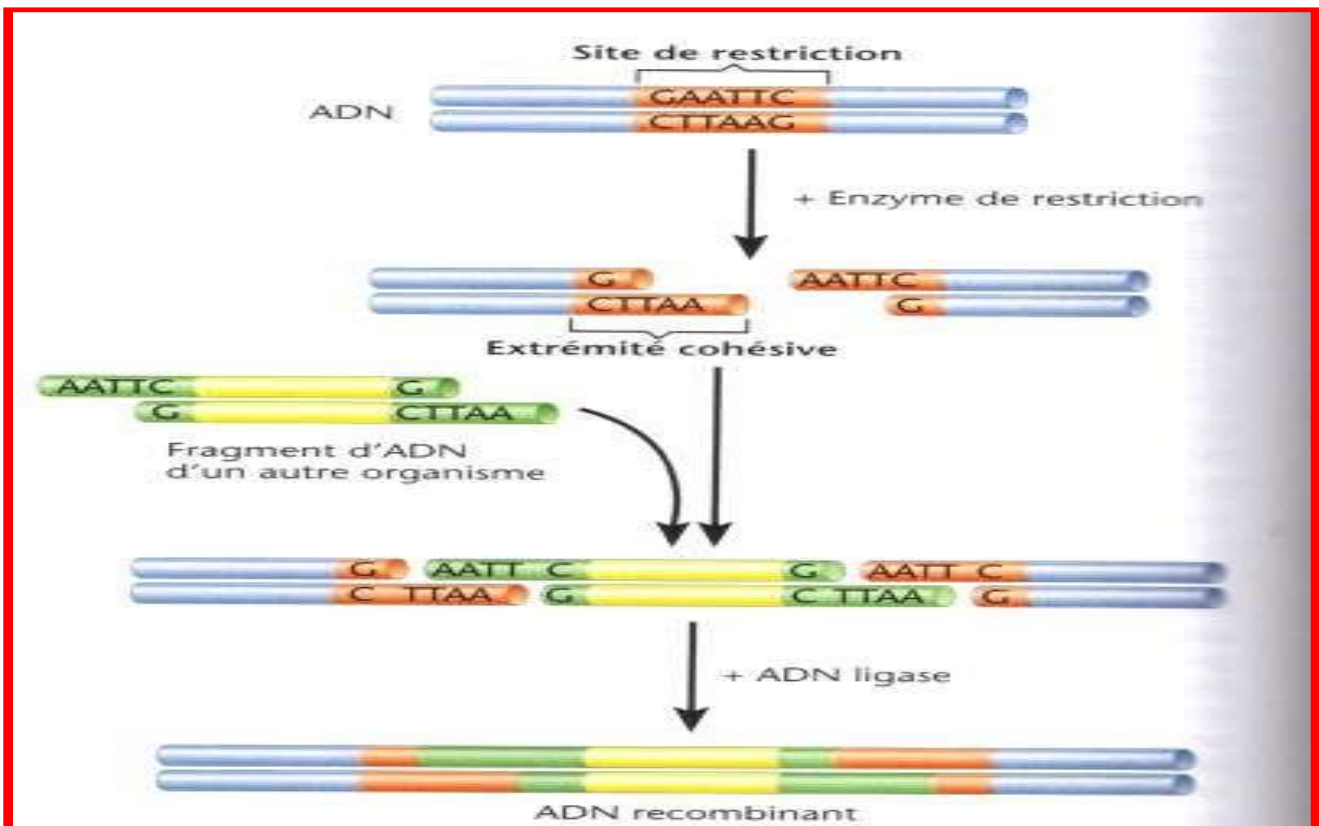 Site de restriction
GAATTC
ADN
CTTAAG
+ Enzyme de restriction
G AATTC
CTTAA G
Extrémité cohésive
AATTC G
G CTTAA
Fragment d'ADN
d'un autre organisme
G AATT C G AATT C
C TTAA G C TTAA G
+ ADN ligase
ADN recombinant